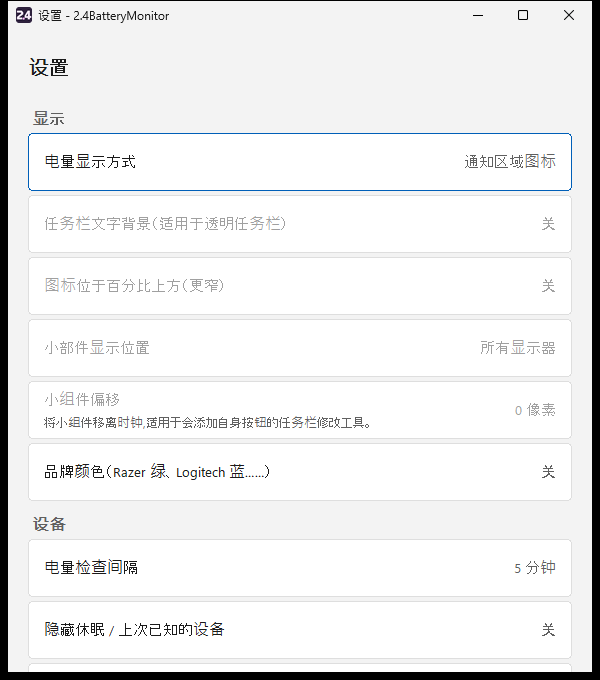 2.4 设置 - 2.4BatteryMonitor
设置
显示
电量显示方式 通知区域图标
任务栏文字背景(适用于透明任务栏) 关
图标位于百分比上方(更窄) 关
小部件显示位置 所有显示器
小组件偏移
将小组件移离时钟,适用于会添加自身按钮的任务栏修改工具。 0 像素
品牌颜色(Razer 绿、Logitech 蓝……) 关
设备
电量检查间隔 5 分钟
隐藏休眠 / 上次已知的设备 关